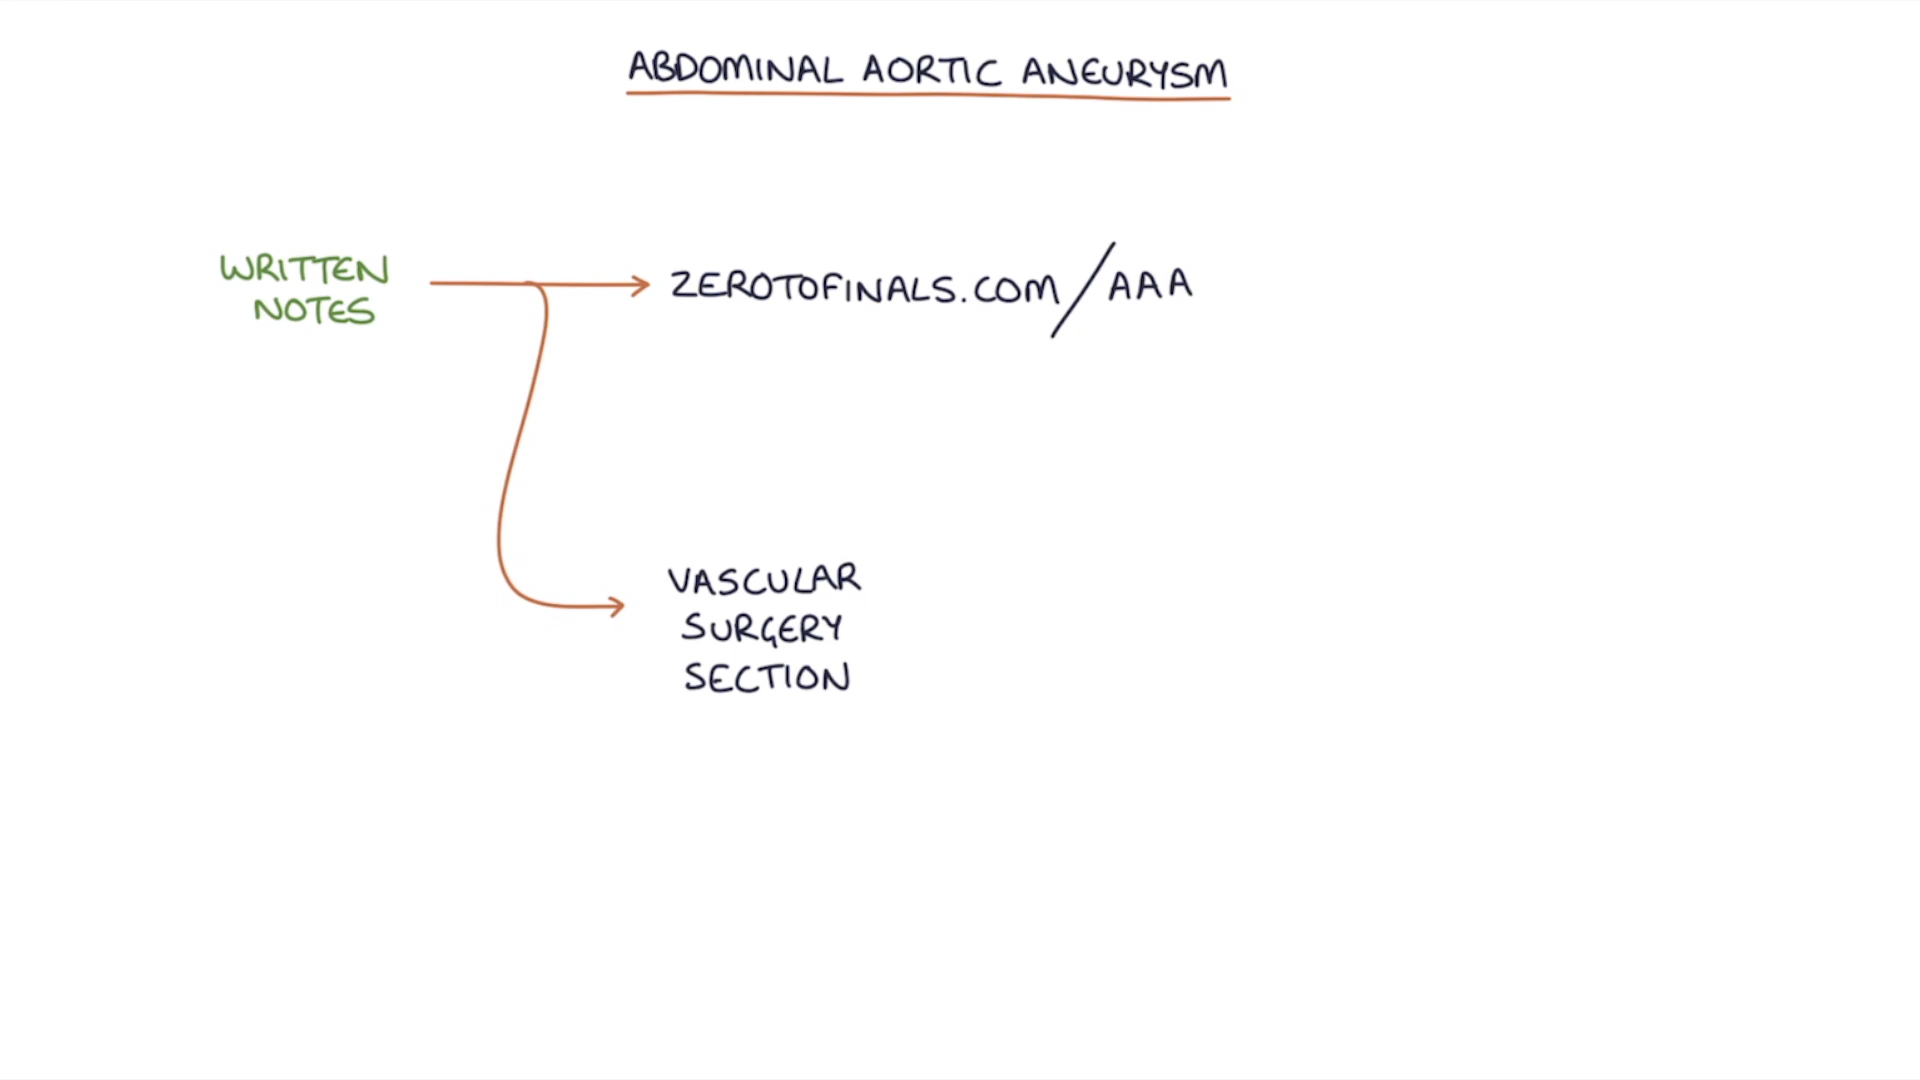 ABDOMINAL AORTIC ANEURYSM
WRITTEN
NOTES
ZEROTOFINALS.COM/AAA
VASCULAR
SURGERY
SECTION